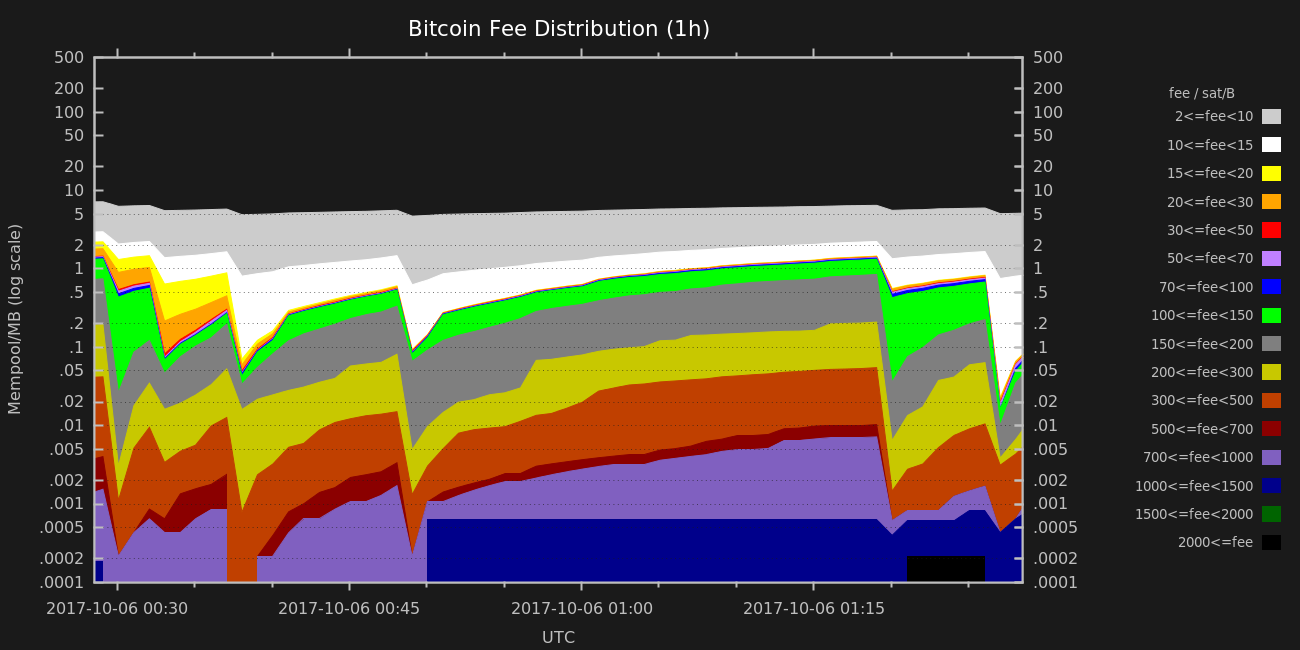 Bitcoin Fee Distribution (1h)
500 500
200 200
100 100
50 50
20 20
10 10
5 5
2 2
1 1
.5 .5
.2 .2
.1 .1
.05 .05
.02 .02
.01 .01
.005 .005
.002 .002
.001 .001
.0005 .0005
.0002 .0002
.0001 .0001
Mempool/MB (log scale)
2017-10-06 00:30 2017-10-06 00:45 2017-10-06 01:00 2017-10-06 01:15
UTC
fee / sat/B
2<=fee<10
10<=fee<15
15<=fee<20
20<=fee<30
30<=fee<50
50<=fee<70
70<=fee<100
100<=fee<150
150<=fee<200
200<=fee<300
300<=fee<500
500<=fee<700
700<=fee<1000
1000<=fee<1500
1500<=fee<2000
2000<=fee